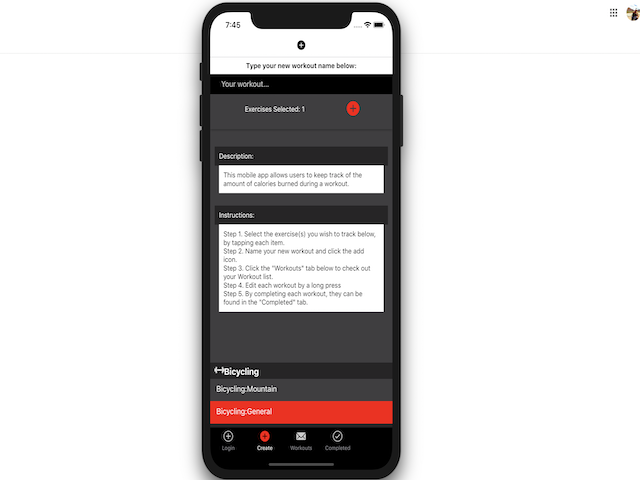 7:45
Type your new workout name below:
Your workout...
Exercises Selected: 1
Description:
This mobile app allows users to keep track of the
amount of calories burned during a workout.
Instructions:
Step 1. Select the exercise(s) you wish to track below,
by tapping each item.
Step 2. Name your new workout and click the add
icon.
Step 3. Click the "Workouts" tab below to check out
your Workout list.
Step 4. Edit each workout by a long press
Step 5. By completing each workout, they can be
found in the "Completed" tab.
Bicycling
Bicycling:Mountain
Bicycling:General
Login Create Workouts Completed